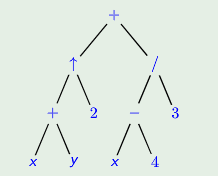 +
↑ /
+ 2 − 3
x y x 4